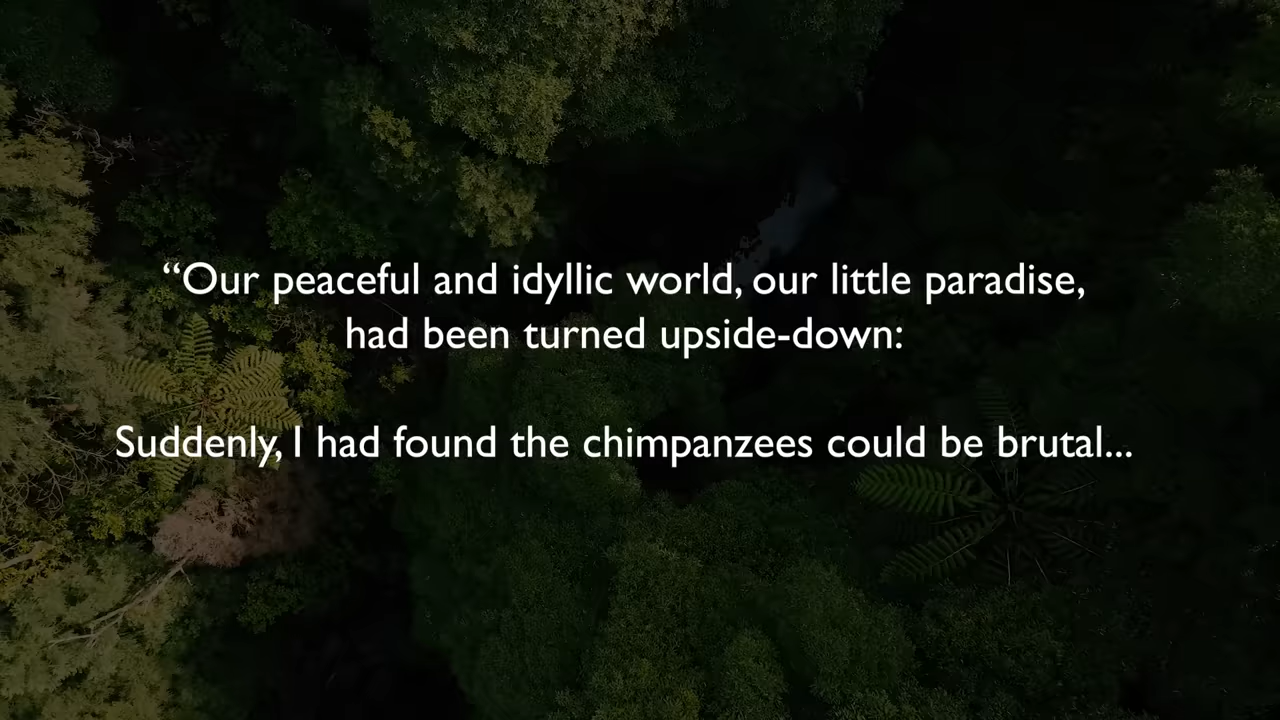 “Our peaceful and idyllic world, our little paradise,
had been turned upside-down:
Suddenly, I had found the chimpanzees could be brutal...